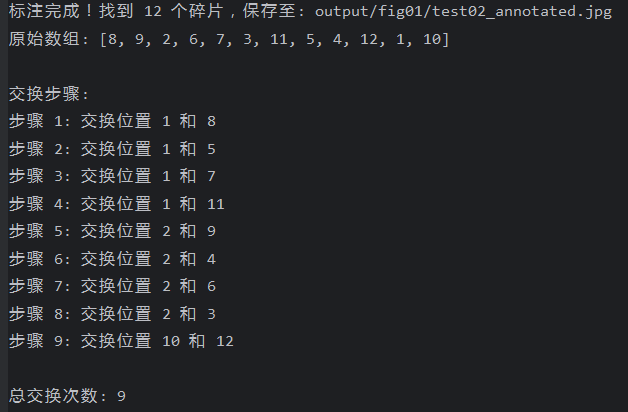 标注完成！找到 12 个碎片，保存至: output/fig01/test02_annotated.jpg
原始数组: [8, 9, 2, 6, 7, 3, 11, 5, 4, 12, 1, 10]
交换步骤:
步骤 1: 交换位置 1 和 8
步骤 2: 交换位置 1 和 5
步骤 3: 交换位置 1 和 7
步骤 4: 交换位置 1 和 11
步骤 5: 交换位置 2 和 9
步骤 6: 交换位置 2 和 4
步骤 7: 交换位置 2 和 6
步骤 8: 交换位置 2 和 3
步骤 9: 交换位置 10 和 12
总交换次数: 9